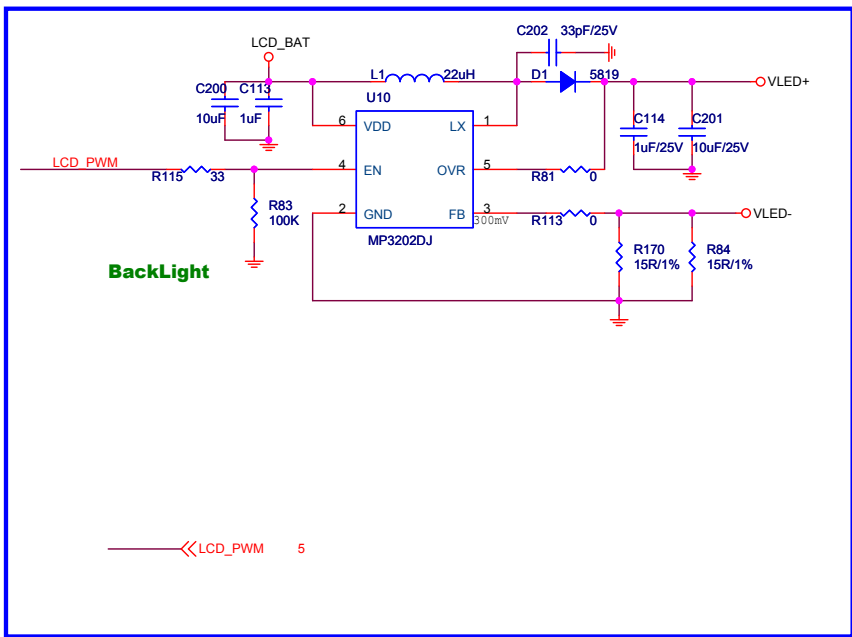 C202 33pF/25V
LCD_BAT
L1 22uH D1 5819
C200 C113 U10 VLED+
10uF 1uF
6 VDD LX 1
C114 C201
1uF/25V 10uF/25V
LCD_PWM
4 EN OVR 5
R115 33 R81 0
R83
100K
2 GND FB 3
300mV
R113 0
VLED-
MP3202DJ
R170 R84
15R/1% 15R/1%
BackLight
LCD_PWM 5